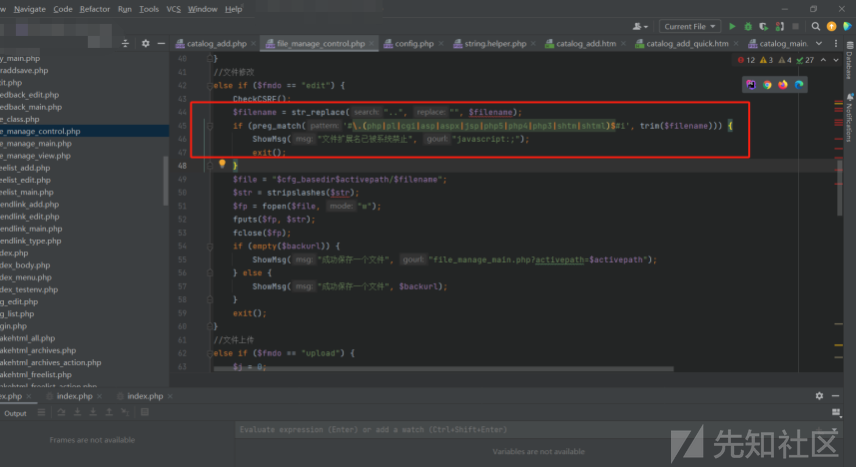 w Navigate Code Refactor Run Tools VCS Window Help
Current File
catalog_add.php file_manage_control.php config.php string.helper.php catalog_add.htm catalog_add_quick.htm catalog_main.
12 3 4 27
Database
Notifications
y_main.php
raddsave.php
it.php
edback_edit.php
edback_main.php
e_class.php
e_manage_control.php
e_manage_main.php
e_manage_view.php
eelist_add.php
eelist_edit.php
eelist_main.php
endlink_add.php
endlink_edit.php
endlink_main.php
endlink_type.php
dex.php
dex_body.php
dex_menu.php
dex_testenv.php
g_edit.php
g_list.php
gin.php
akehtml_all.php
akehtml_archives.php
akehtml_archives_action.php
akehtml_freelist.php
akehtml_freelist_action.php
40 }
41 //文件修改
42 else if ($fmdo == "edit") {
43 CheckCSRF();
44 $filename = str_replace( search: "..", replace: "", $filename);
45 if (preg_match( pattern: '#\.(php|pl|cgi|asp|aspx|jsp|php5|php4|php3|shtm|shtml)$#i', trim($filename))) {
46 ShowMsg( msg: "文件扩展名已被系统禁止", gourl: "javascript:;");
47 exit();
48 }
49 $file = "$cfg_basedir$activepath/$filename";
50 $str = stripslashes($str);
51 $fp = fopen($file, mode: "w");
52 fputs($fp, $str);
53 fclose($fp);
54 if (empty($backurl)) {
55 ShowMsg( msg: "成功保存一个文件", gourl: "file_manage_main.php?activepath=$activepath");
56 } else {
57 ShowMsg( msg: "成功保存一个文件", $backurl);
58 }
59 exit();
60 }
61 //文件上传
62 else if ($fmdo == "upload") {
63 $j = 0;
ex.php index.php index.php
Output
Frames are not available
Evaluate expression (Enter) or add a watch (Ctrl+Shift+Enter)
Variables are not available
先知社区